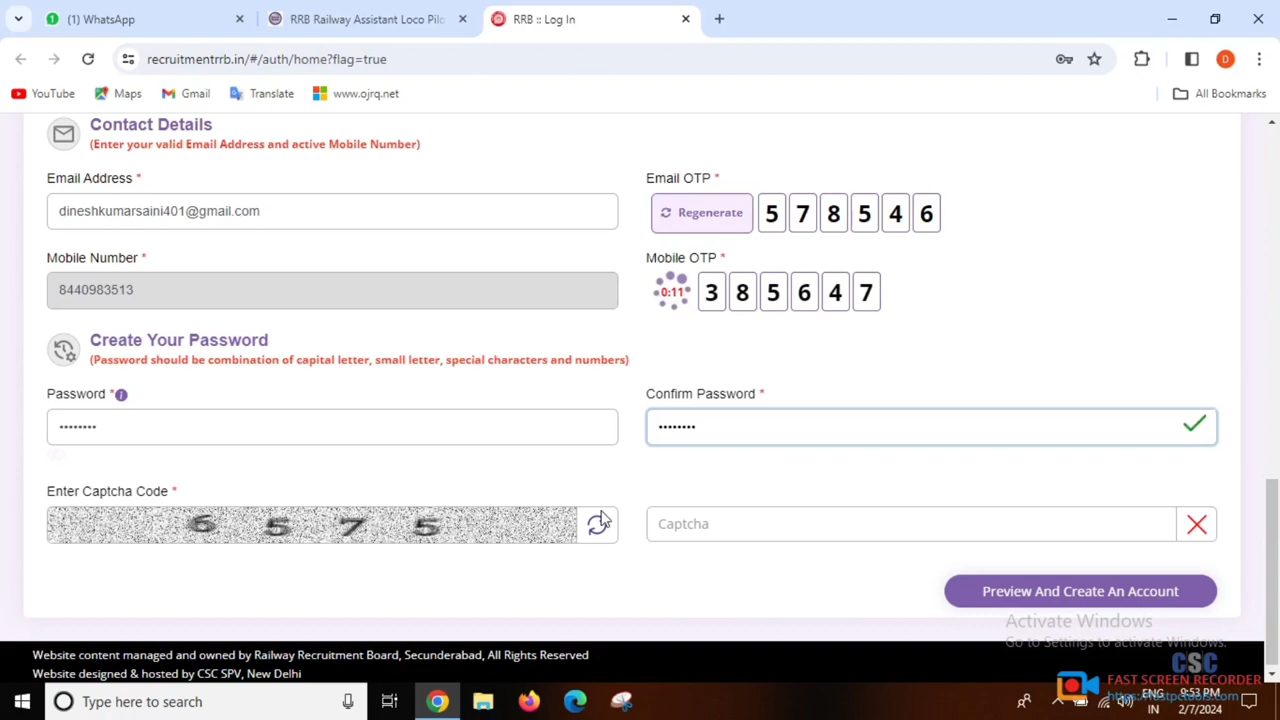 (1) WhatsApp
RRB Railway Assistant Loco Pilo
RRB :: Log In
recruitmentrrb.in/#/auth/home?flag=true
D
YouTube
Maps
Gmail
Translate
www.ojrq.net
All Bookmarks
Contact Details
(Enter your valid Email Address and active Mobile Number)
Email Address *
Email OTP *
dineshkumarsaini401@gmail.com
Regenerate
5 7 8 5 4 6
Mobile Number *
Mobile OTP *
8440983513
0:11
3 8 5 6 4 7
Create Your Password
(Password should be combination of capital letter, small letter, special characters and numbers)
Password *
Confirm Password *
••••••••
••••••••
Enter Captcha Code *
6 5 7 5
Captcha
Preview And Create An Account
Activate Windows
Go to Settings to activate Windows.
Website content managed and owned by Railway Recruitment Board, Secunderabad, All Rights Reserved
Website designed & hosted by CSC SPV, New Delhi
CSC
FAST SCREEN RECORDER
https://fastpctools.com
Type here to search
ENG
IN
9:53 PM
2/7/2024